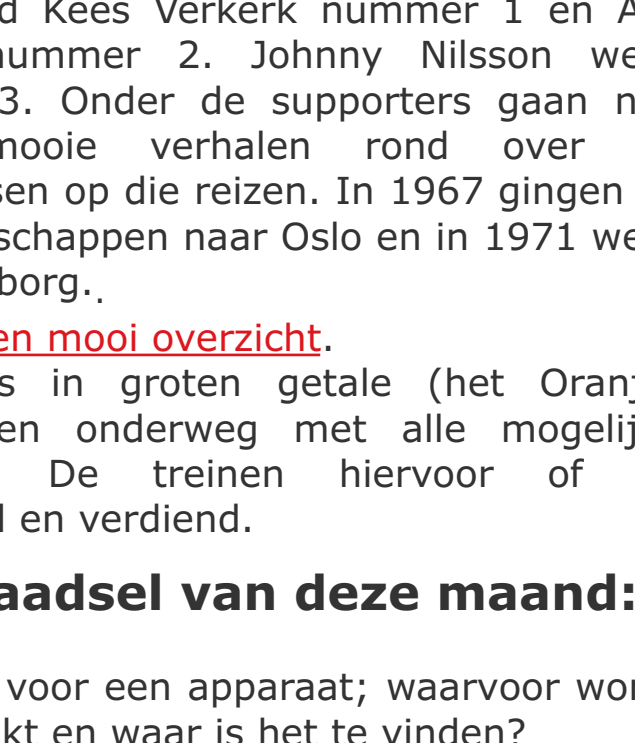 d Kees Verkerk nummer 1 en A
nummer 2. Johnny Nilsson we
3. Onder de supporters gaan n
mooie verhalen rond over
sen op die reizen. In 1967 gingen
schappen naar Oslo en in 1971 we
borg..
en mooi overzicht.
s in groten getale (het Oranj
en onderweg met alle mogelij
De treinen hiervoor of
l en verdiend.
aadsel van deze maand:
voor een apparaat; waarvoor wor
kt en waar is het te vinden?